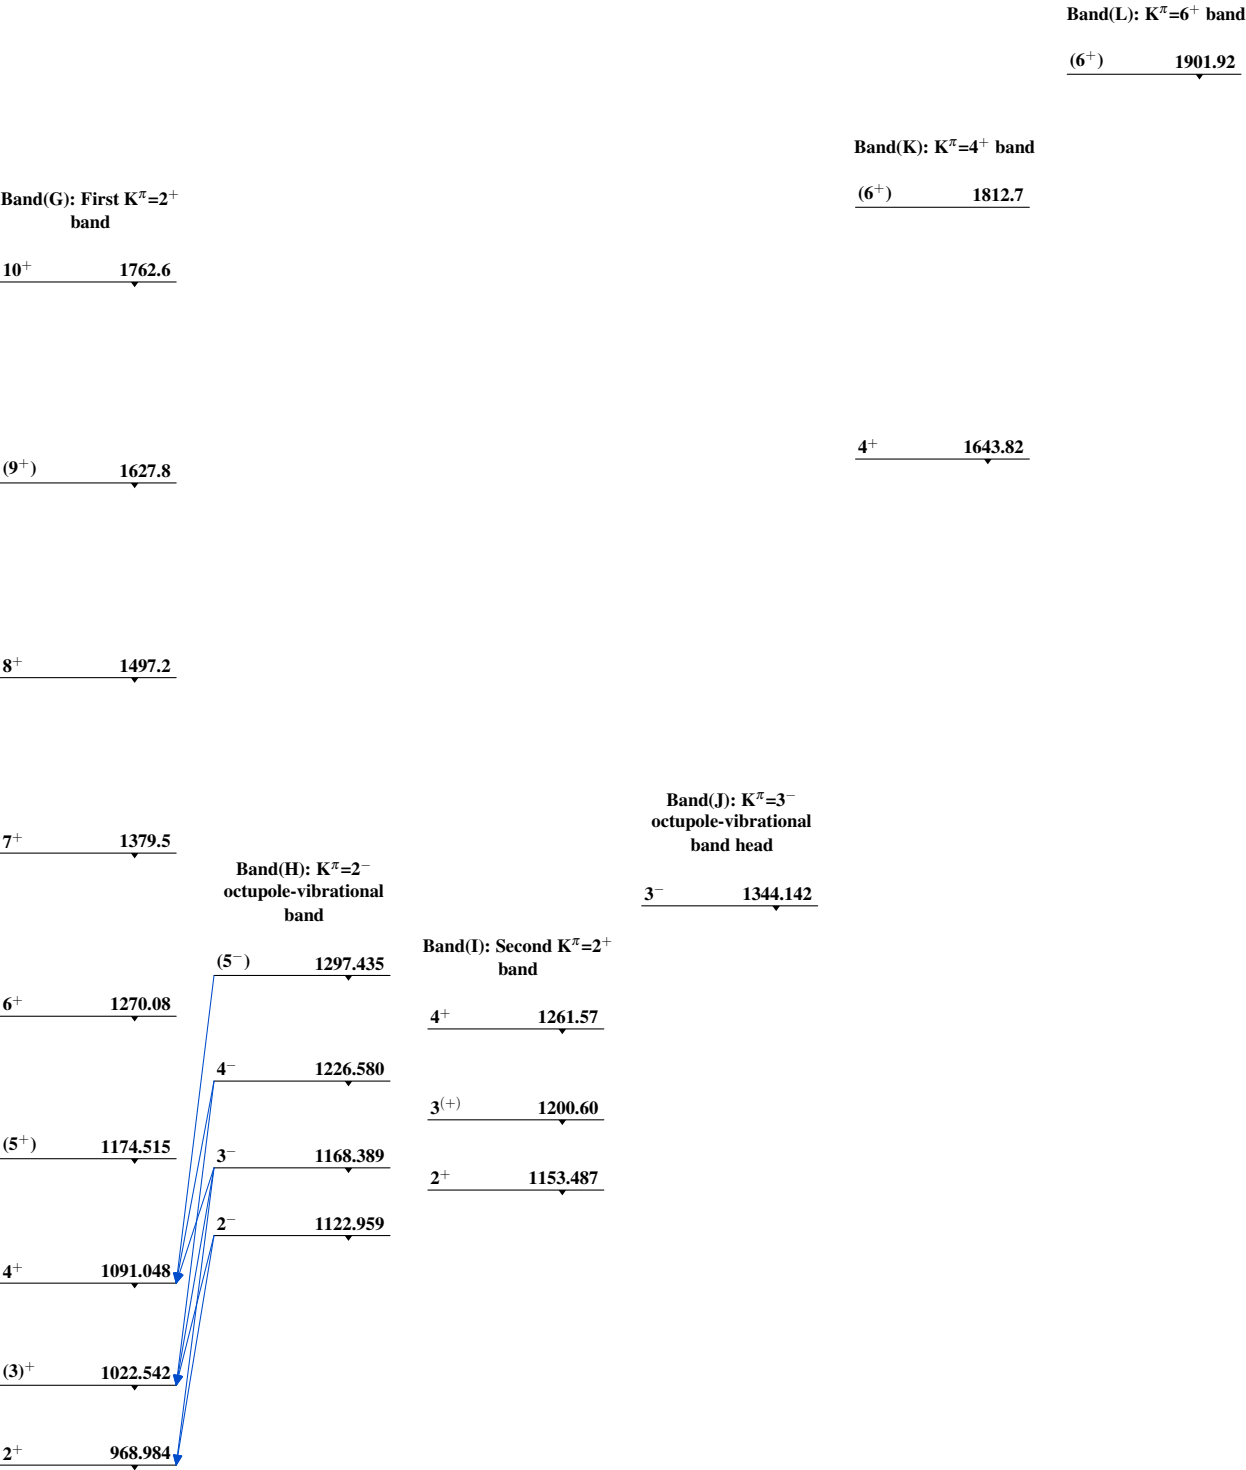 Band(L): K^π=6^+ band
(6^+) 1901.92
Band(K): K^π=4^+ band
(6^+) 1812.7
4^+ 1643.82
Band(G): First K^π=2^+
band
10^+ 1762.6
(9^+) 1627.8
8^+ 1497.2
7^+ 1379.5
6^+ 1270.08
(5^+) 1174.515
4^+ 1091.048
(3)^+ 1022.542
2^+ 968.984
Band(H): K^π=2^−
octupole-vibrational
band
(5^−) 1297.435
4^− 1226.580
3^− 1168.389
2^− 1122.959
Band(I): Second K^π=2^+
band
4^+ 1261.57
3^(+) 1200.60
2^+ 1153.487
Band(J): K^π=3^−
octupole-vibrational
band head
3^− 1344.142